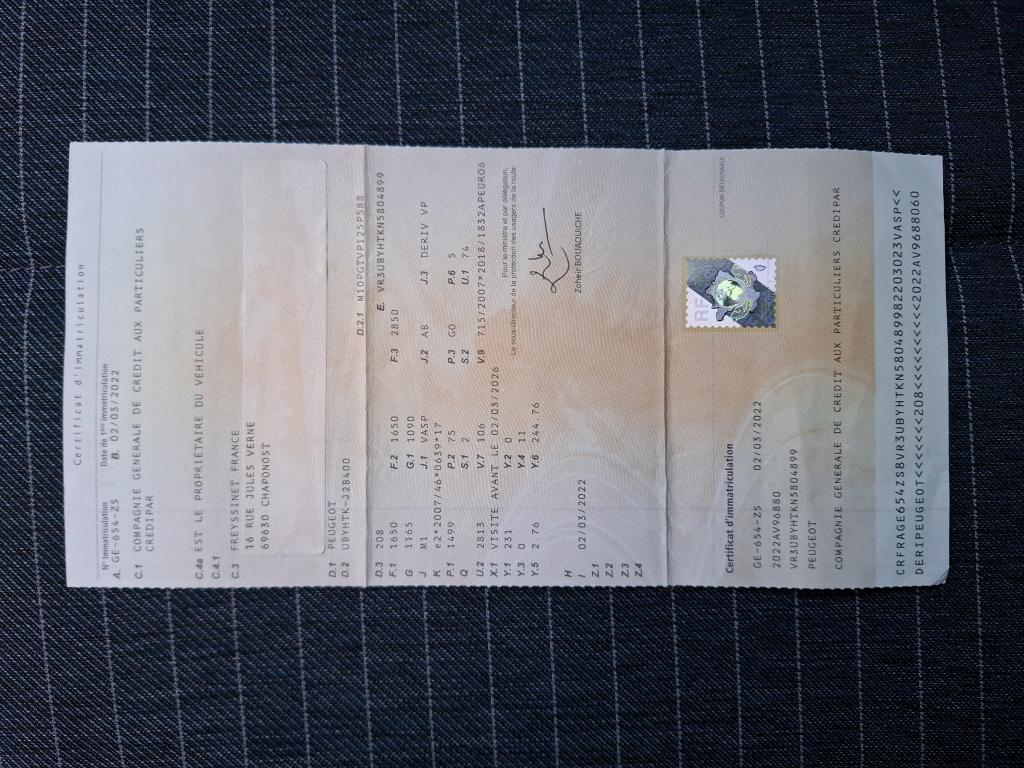 Certificat d'Immatriculation
N° Immatriculation Date de 1ère immatriculation
A. GE-654-ZS B. 02/03/2022
C.1 COMPAGNIE GENERALE DE CREDIT AUX PARTICULIERS
CREDIPAR
C.4a EST LE PROPRIETAIRE DU VÉHICULE
C.4.1
C.3 FREYSSINET FRANCE
16 RUE JULES VERNE
69630 CHAPONOST
D.1 PEUGEOT
D.2 UBYHTK-J2B400 D.2.1 M10PGTVP125P588
D.3 208 E. VR3UBYHTKN5804899
F.1 1650 F.2 1650 F.3 2850
G 1165 G.1 1090
J M1 J.1 VASP J.2 AB J.3 DERIV VP
K e2*2007/46*0639*17
P.1 1499 P.2 75 P.3 GO P.6 5
Q S.1 2 S.2 U.1 74
U.2 2813 V.7 106 V.9 715/2007*2018/1832APEURO6
X.1 VISITE AVANT LE 02/03/2026
Y.1 231 Y.2 0
Y.3 0 Y.4 11
Y.5 2.76 Y.6 244.76
Pour le ministre et par délégation,
Le sous-directeur de la protection des usagers de la route
Zoheir BOUAOUICHE
H
I 02/03/2022
Z.1
Z.2
Z.3
Z.4
COUPON DÉTACHABLE
RF
Certificat d'immatriculation
GE-654-ZS 02/03/2022
2022AV96880
VR3UBYHTKN5804899
PEUGEOT
COMPAGNIE GENERALE DE CREDIT AUX PARTICULIERS CREDIPAR
CRFRAGE654ZS8VR3UBYHTKN58048998220302​3VASP<<
DERIPEUGEOT<<<<<<208<<<<<<<<<2022AV9688060